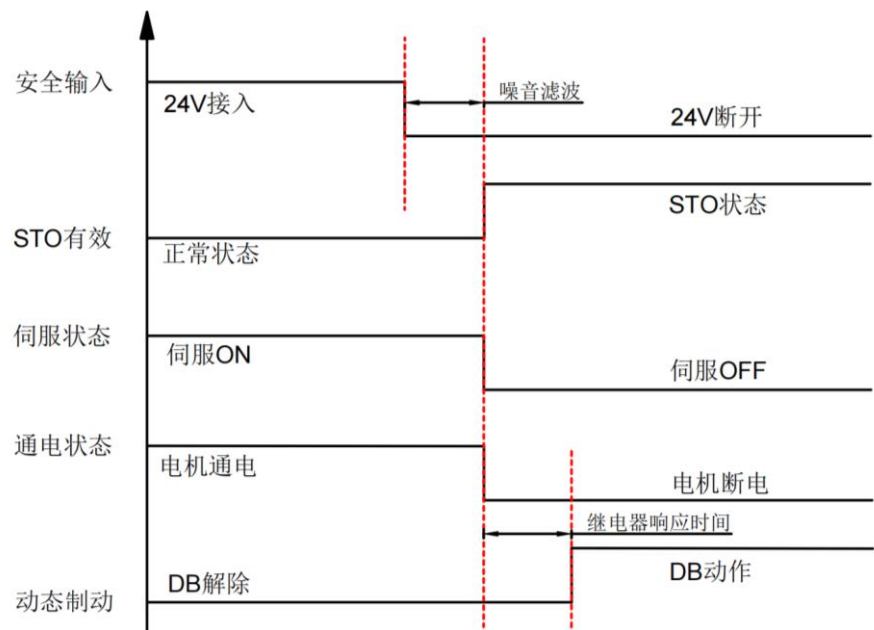 安全输入
24V接入
噪音滤波
24V断开
STO有效
正常状态
STO状态
伺服状态
伺服ON
伺服OFF
通电状态
电机通电
电机断电
继电器响应时间
动态制动
DB解除
DB动作